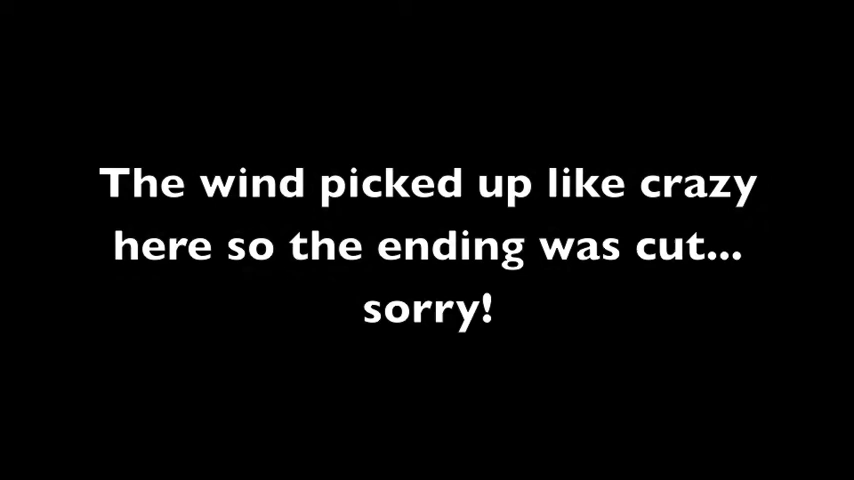 The wind picked up like crazy
here so the ending was cut...
sorry!